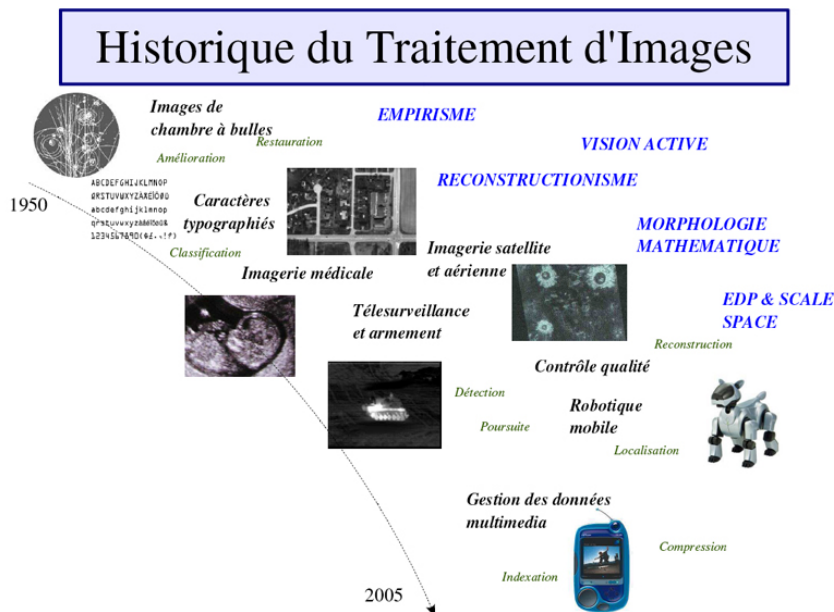 Historique du Traitement d'Images
Images de
chambre à bulles
EMPIRISME
Restauration
Amélioration
VISION ACTIVE
ABCDEFGHIJKLMNOP
RECONSTRUCTIONISME
1950
Caractères
typographiés
abcdefghijklmnop
Classification
MORPHOLOGIE
MATHEMATIQUE
Imagerie satellite
et aérienne
Imagerie médicale
EDP & SCALE
SPACE
Télesurveillance
et armement
Reconstruction
Contrôle qualité
Détection
Robotique
mobile
Poursuite
Localisation
Gestion des données
multimedia
Compression
Indexation
2005